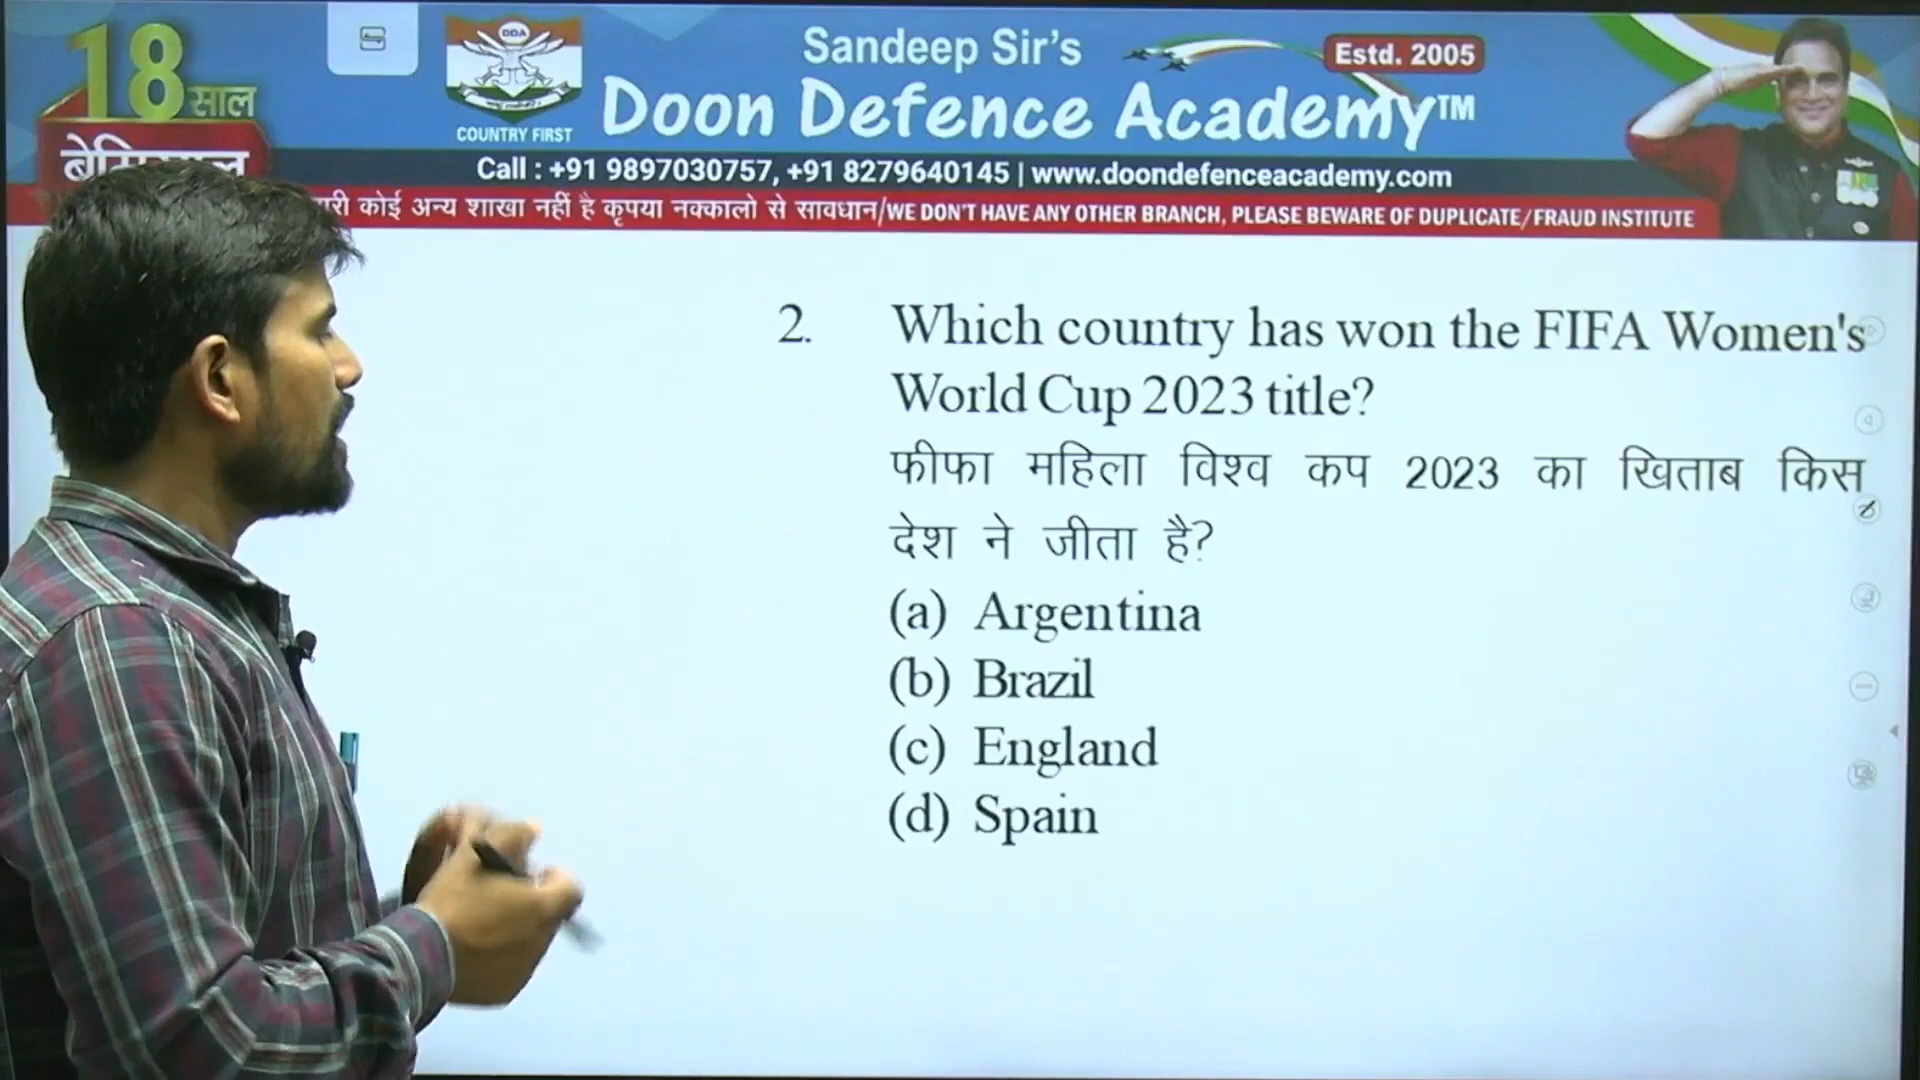 18 साल
DDA
COUNTRY FIRST
Sandeep Sir's
Estd. 2005
Doon Defence Academy™
Call : +91 9897030757, +91 8279640145 | www.doondefenceacademy.com
कोई अन्य शाखा नहीं है कृपया नक्कालो से सावधान/WE DON'T HAVE ANY OTHER BRANCH, PLEASE BEWARE OF DUPLICATE/FRAUD INSTITUTE
2. Which country has won the FIFA Women's
World Cup 2023 title?
फीफा महिला विश्व कप 2023 का खिताब किस
देश ने जीता है?
(a) Argentina
(b) Brazil
(c) England
(d) Spain